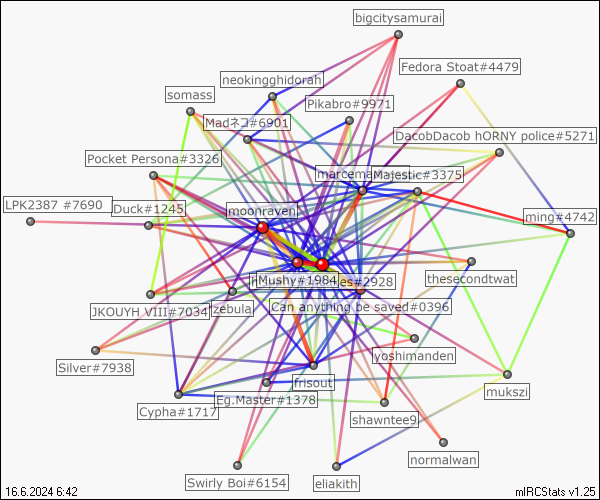 bigcitysamurai
Fedora Stoat#4479
neokingghidorah
somass
Pikabro#9971
Madネコ#6901
DacobDacob hORNY police#5271
Pocket Persona#3326
Majestic#3375
LPK2387 #7690
Duck#1245
moonraven
ming#4742
thesecondtwat
Mushy#1984
#2928
JKOUYH VIII#7034
zebula
Can anything be saved#0396
yoshimanden
Silver#7938
frisout
mukszi
Cypha#1717
Eg.Master#1378
shawntee9
normalwan
Swirly Boi#6154
eliakith
16.6.2024 6:42
mIRCStats v1.25